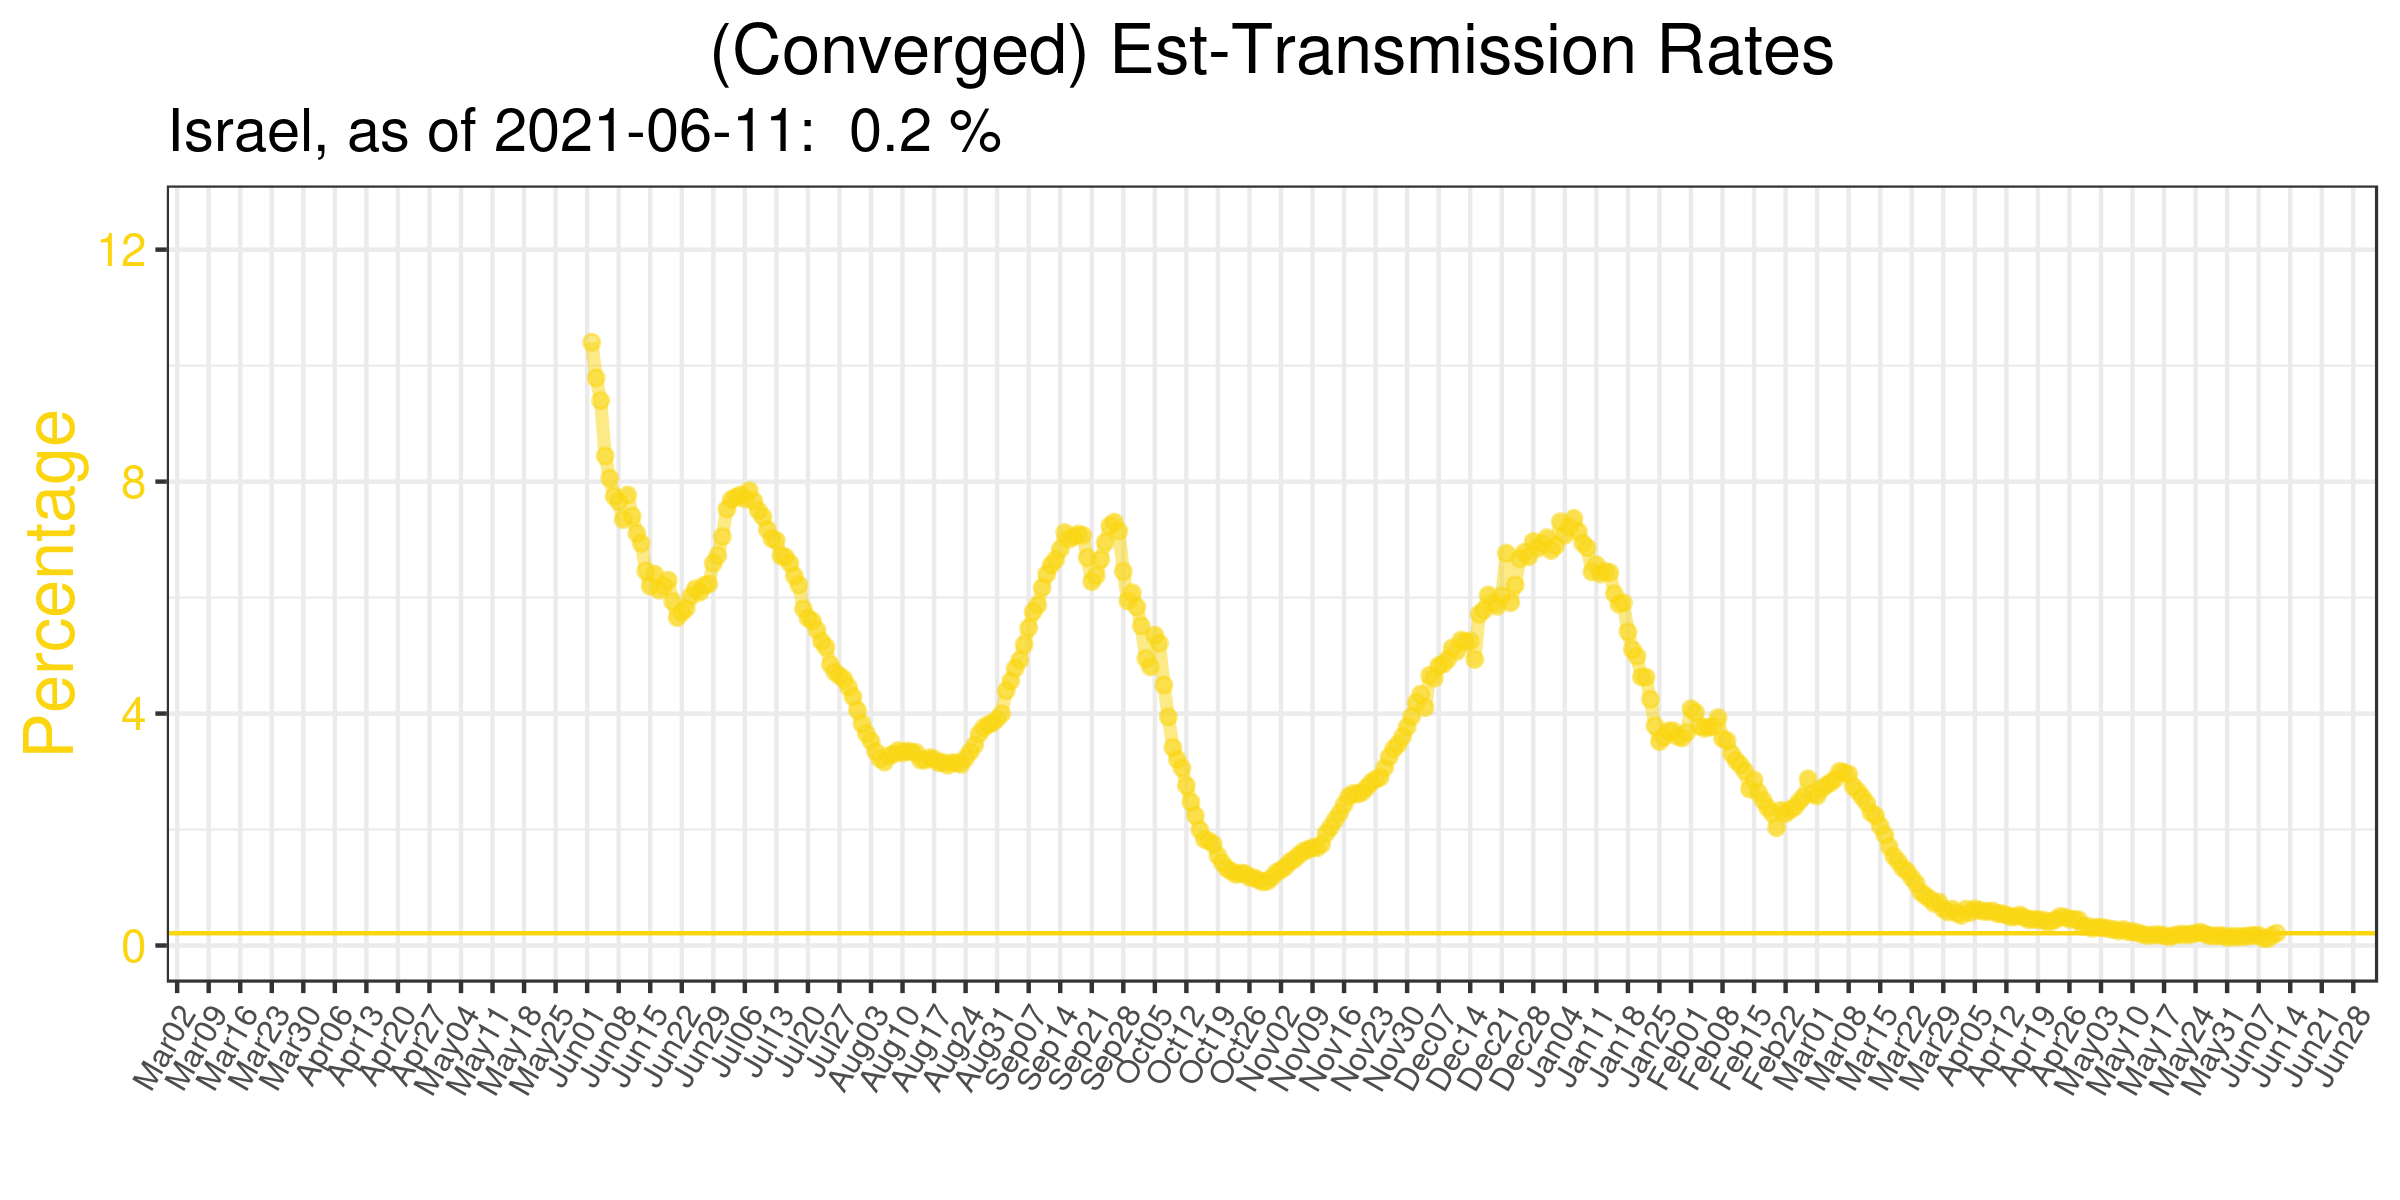 (Converged) Est-Transmission Rates
Israel, as of 2021-06-11:  0.2 %
Percentage
12
8
4
0
Mar02
Mar09
Mar16
Mar23
Mar30
Apr06
Apr13
Apr20
Apr27
May04
May11
May18
May25
Jun01
Jun08
Jun15
Jun22
Jun29
Jul06
Jul13
Jul20
Jul27
Aug03
Aug10
Aug17
Aug24
Aug31
Sep07
Sep14
Sep21
Sep28
Oct05
Oct12
Oct19
Oct26
Nov02
Nov09
Nov16
Nov23
Nov30
Dec07
Dec14
Dec21
Dec28
Jan04
Jan11
Jan18
Jan25
Feb01
Feb08
Feb15
Feb22
Mar01
Mar08
Mar15
Mar22
Mar29
Apr05
Apr12
Apr19
Apr26
May03
May10
May17
May24
May31
Jun07
Jun14
Jun21
Jun28